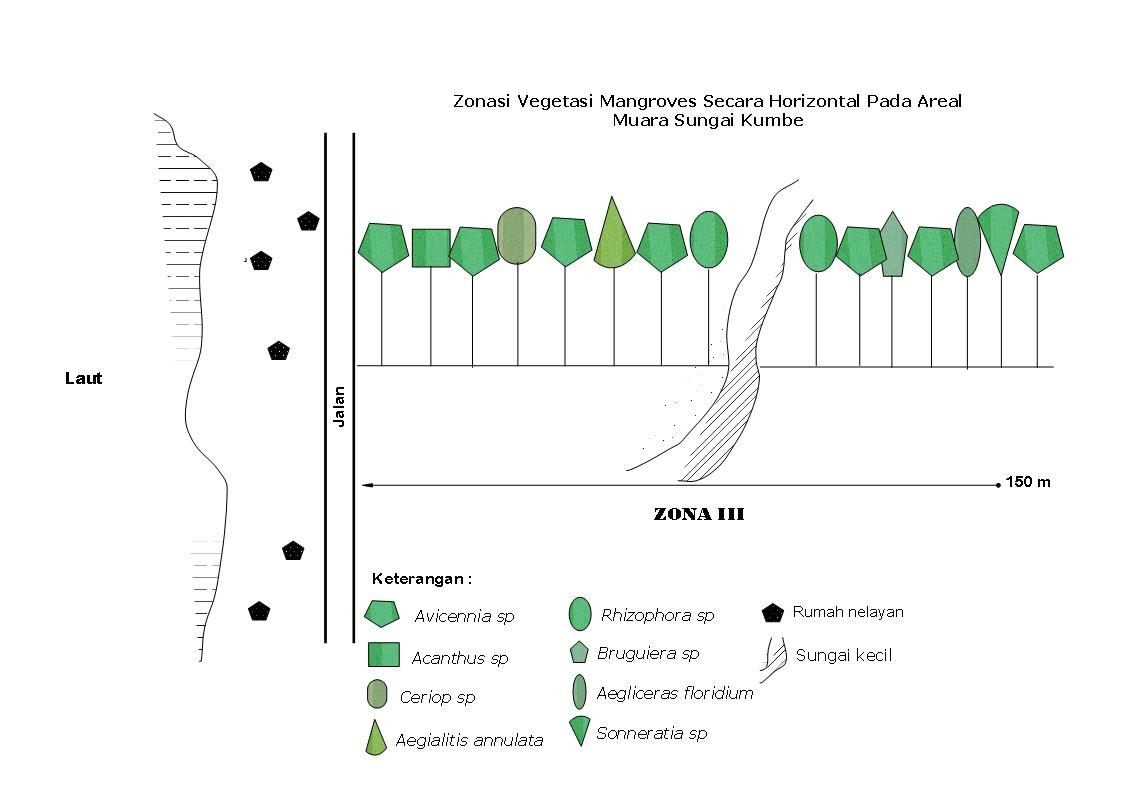 Zonasi Vegetasi Mangroves Secara Horizontal Pada Areal
Muara Sungai Kumbe
Laut
Jalan
150 m
ZONA III
Keterangan :
Avicennia sp
Acanthus sp
Ceriop sp
Aegialitis annulata
Rhizophora sp
Bruguiera sp
Aegliceras floridium
Sonneratia sp
Rumah nelayan
Sungai kecil